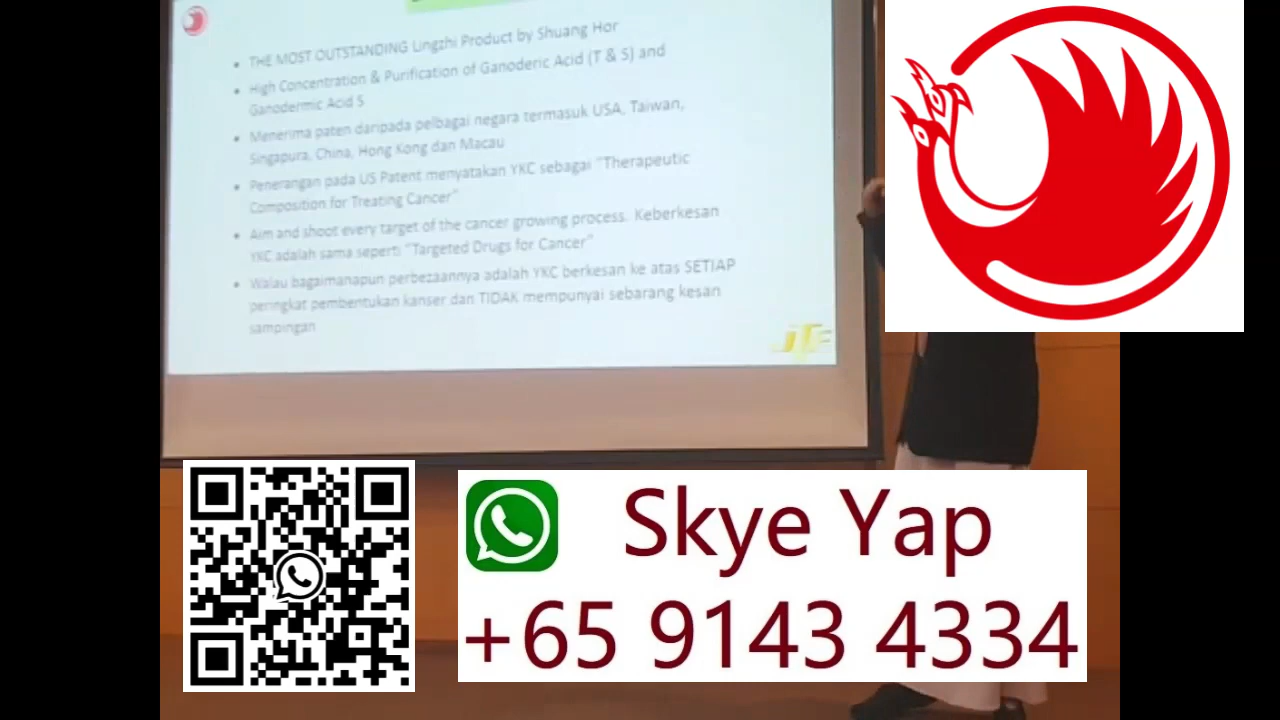 THE MOST OUTSTANDING Lingzhi Product by Shuang Hor
High Concentration & Purification of Ganoderic Acid (T & S) and
Ganodermic Acid S
Menerima paten daripada pelbagai negara termasuk USA, Taiwan,
Singapura, China, Hong Kong dan Macau
Penerangan pada US Patent menyatakan YKC sebagai "Therapeutic
Composition for Treating Cancer"
Aim and shoot every target of the cancer growing process. Keberkesan
YKC adalah sama seperti "Targeted Drugs for Cancer"
Walau bagaimanapun perbezaannya adalah YKC berkesan ke atas SETIAP
peringkat pembentukan kanser dan TIDAK mempunyai sebarang kesan
sampingan
Skye Yap
+65 9143 4334